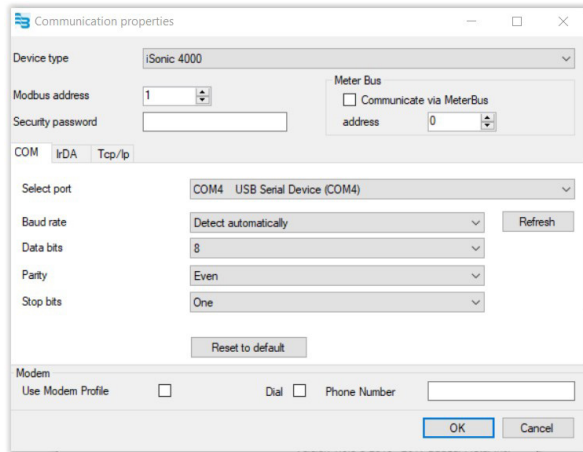 Communication properties
Device type iSonic 4000
Meter Bus
Modbus address 1 Communicate via MeterBus
Security password address 0
COM IrDA Tcp/Ip
Select port COM4 USB Serial Device (COM4)
Baud rate Detect automatically Refresh
Data bits 8
Parity Even
Stop bits One
Reset to default
Modem
Use Modem Profile Dial Phone Number
OK Cancel